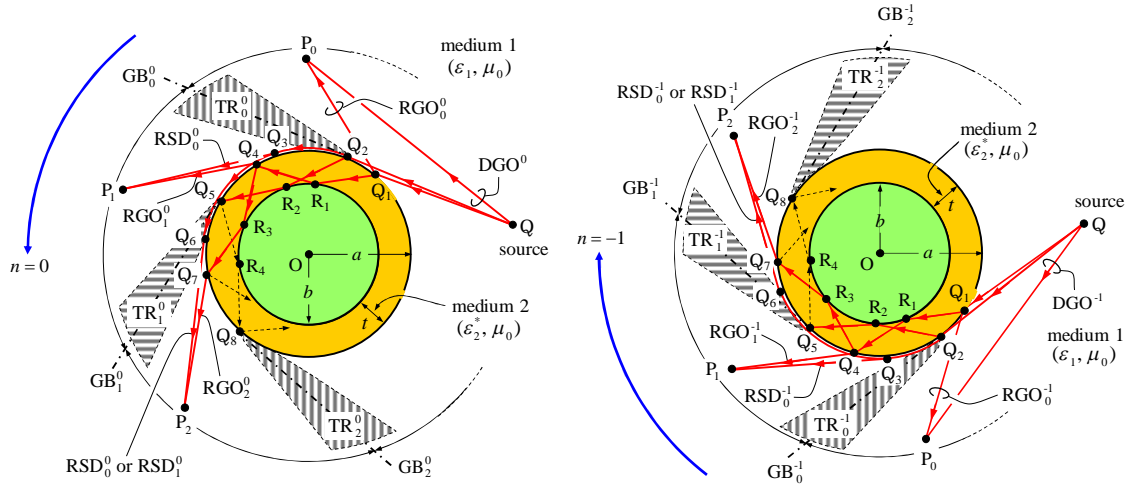 P₀
medium 1
(ε₁, μ₀)
GB₀⁰
TR₀⁰
RGO₀⁰
RSD₀⁰
Q₃
Q₄
Q₂
DGO⁰
P₁
Q₅
Q₁
R₂
R₁
RGO₁⁰
Q
source
Q₆
R₃
n = 0
O
a
Q₇
R₄
b
TR₁⁰
t
medium 2
(ε₂*, μ₀)
Q₈
GB₁⁰
RGO₂⁰
P₂
TR₂⁰
RSD₀⁰ or RSD₁⁰
GB₂⁰
GB₂⁻¹
medium 1
(ε₁, μ₀)
TR₂⁻¹
RSD₀⁻¹ or RSD₁⁻¹
P₂
RGO₂⁻¹
medium 2
(ε₂*, μ₀)
GB₁⁻¹
Q₈
b
t
Q
source
TR₁⁻¹
n = −1
Q₇
R₄
O
a
Q₆
R₃
R₁
Q₁
DGO⁻¹
R₂
Q₅
RGO₁⁻¹
Q₄
Q₂
Q₃
P₁
RSD₀⁻¹
RGO₀⁻¹
TR₀⁻¹
P₀
GB₀⁻¹